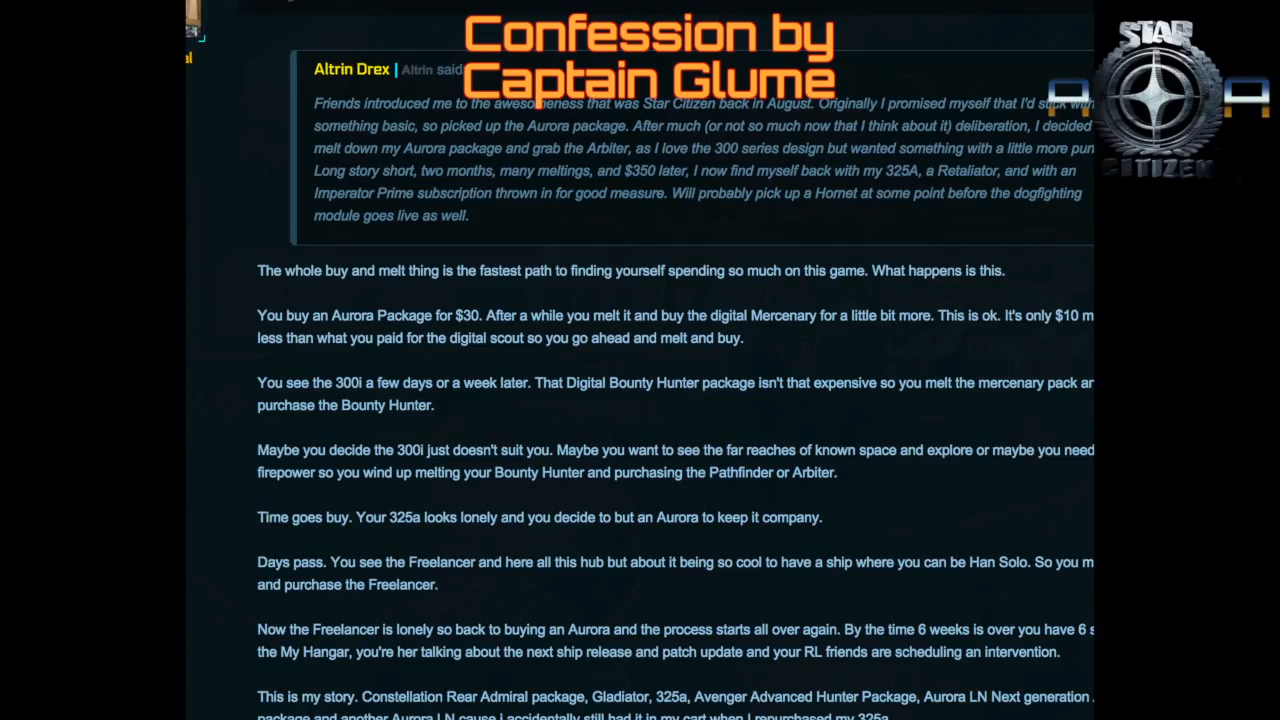 Confession by
Captain Glume
STAR
CITIZEN
al
Altrin Drex | Altrin said
Friends introduced me to the awesomeness that was Star Citizen back in August. Originally I promised myself that I'd stick with
something basic, so picked up the Aurora package. After much (or not so much now that I think about it) deliberation, I decided
melt down my Aurora package and grab the Arbiter, as I love the 300 series design but wanted something with a little more pun
Long story short, two months, many meltings, and $350 later, I now find myself back with my 325A, a Retaliator, and with an
Imperator Prime subscription thrown in for good measure. Will probably pick up a Hornet at some point before the dogfighting
module goes live as well.
The whole buy and melt thing is the fastest path to finding yourself spending so much on this game. What happens is this.
You buy an Aurora Package for $30. After a while you melt it and buy the digital Mercenary for a little bit more. This is ok. It's only $10 m
less than what you paid for the digital scout so you go ahead and melt and buy.
You see the 300i a few days or a week later. That Digital Bounty Hunter package isn't that expensive so you melt the mercenary pack ar
purchase the Bounty Hunter.
Maybe you decide the 300i just doesn't suit you. Maybe you want to see the far reaches of known space and explore or maybe you need
firepower so you wind up melting your Bounty Hunter and purchasing the Pathfinder or Arbiter.
Time goes buy. Your 325a looks lonely and you decide to but an Aurora to keep it company.
Days pass. You see the Freelancer and here all this hub but about it being so cool to have a ship where you can be Han Solo. So you m
and purchase the Freelancer.
Now the Freelancer is lonely so back to buying an Aurora and the process starts all over again. By the time 6 weeks is over you have 6 s
the My Hangar, you're her talking about the next ship release and patch update and your RL friends are scheduling an intervention.
This is my story. Constellation Rear Admiral package, Gladiator, 325a, Avenger Advanced Hunter Package, Aurora LN Next generation
package and another Aurora LN cause i accidentally still had it in my cart when I repurchased my 325a